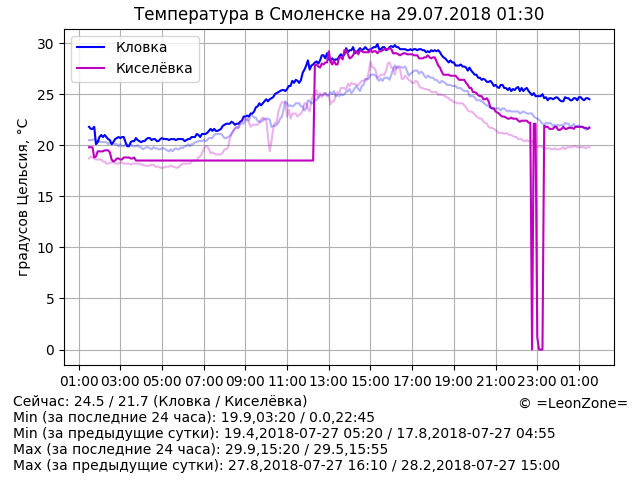 Температура в Смоленске на 29.07.2018 01:30
Кловка
Киселёвка
градусов Цельсия, °C
30
25
20
15
10
5
0
01:00 03:00 05:00 07:00 09:00 11:00 13:00 15:00 17:00 19:00 21:00 23:00 01:00
Сейчас: 24.5 / 21.7 (Кловка / Киселёвка)
© =LeonZone=
Min (за последние 24 часа): 19.9,03:20 / 0.0,22:45
Min (за предыдущие сутки): 19.4,2018-07-27 05:20 / 17.8,2018-07-27 04:55
Max (за последние 24 часа): 29.9,15:20 / 29.5,15:55
Max (за предыдущие сутки): 27.8,2018-07-27 16:10 / 28.2,2018-07-27 15:00